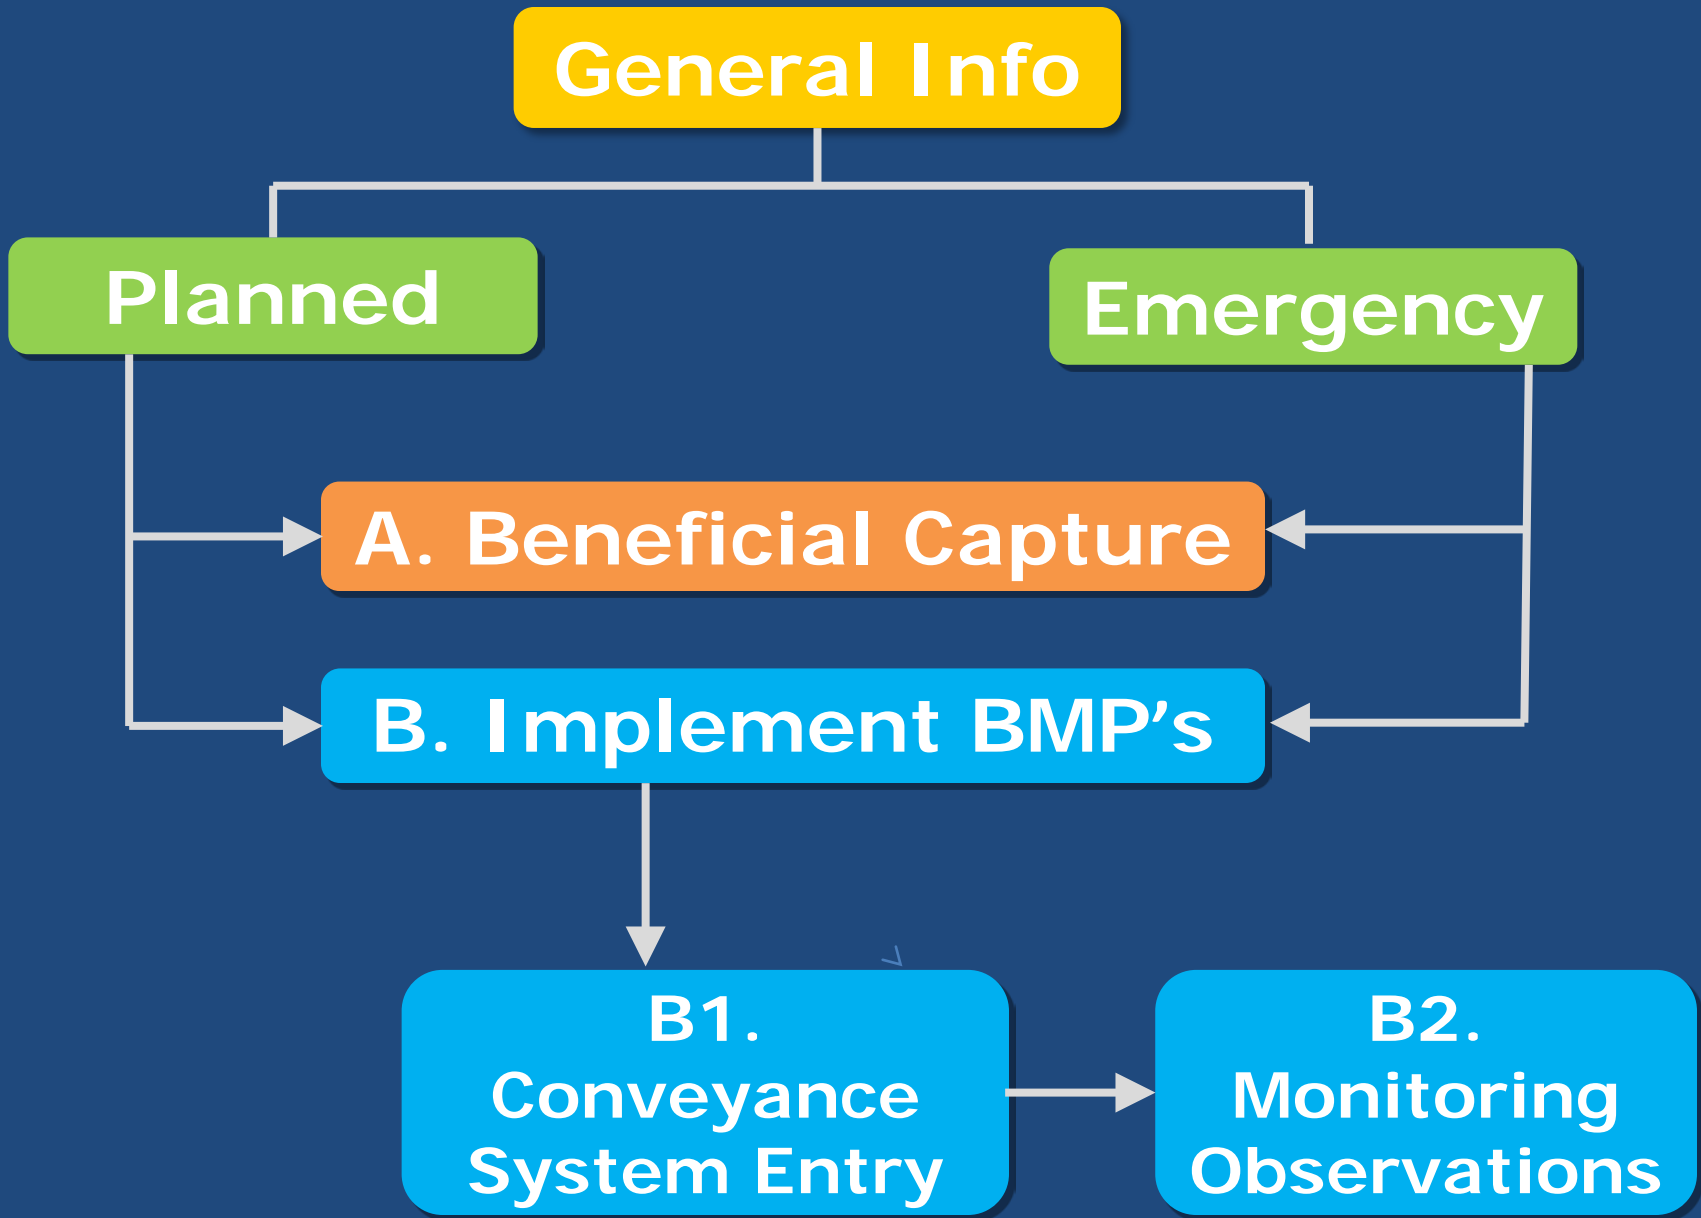 General Info
Planned
Emergency
A. Beneficial Capture
B. Implement BMP’s
B1.
Conveyance
System Entry
B2.
Monitoring
Observations